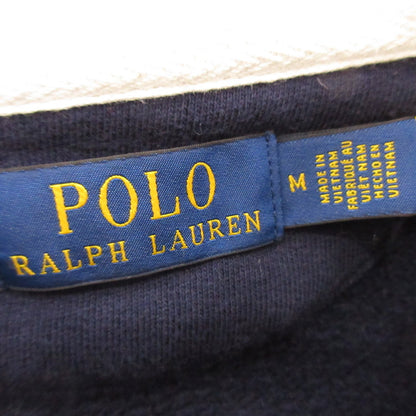 POLO
RALPH LAUREN
M
MADE IN
VIETNAM
FABRIQUÉ AU
VIET NAM
HECHO EN
VIETNAM